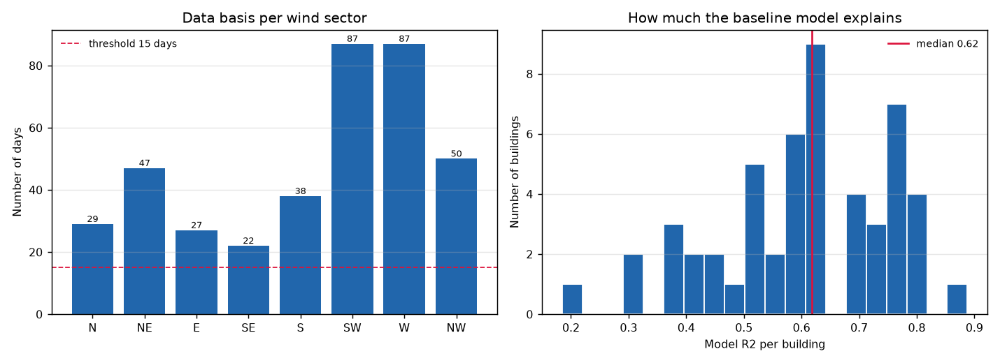 Data basis per wind sector
threshold 15 days
Number of days
80
60
40
20
0
29
47
27
22
38
87
87
50
N NE E SE S SW W NW
How much the baseline model explains
median 0.62
Number of buildings
8
6
4
2
0
0.2 0.3 0.4 0.5 0.6 0.7 0.8 0.9
Model R2 per building